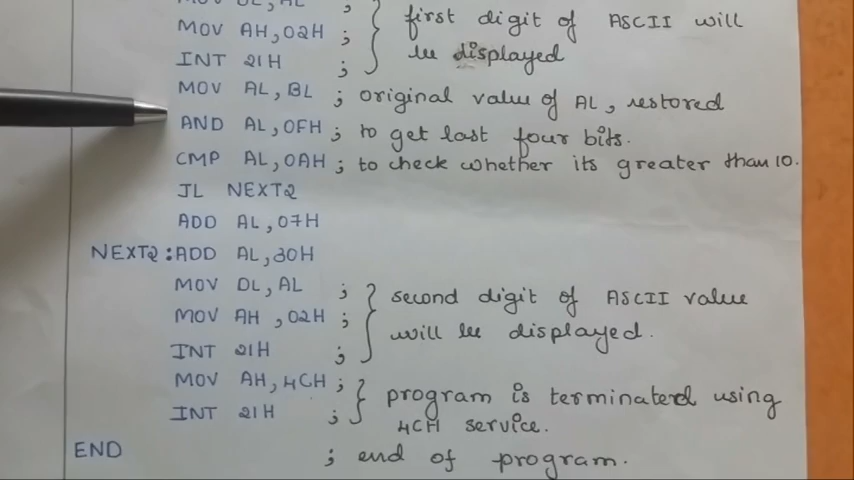 MOV DL, AL ;
MOV AH, 02H ; } first digit of ASCII will
INT 21H ; be displayed
MOV AL, BL ; original value of AL, restored
AND AL, 0FH ; to get last four bits.
CMP AL, 0AH ; to check whether its greater than 10.
JL NEXT2
ADD AL, 07H
NEXT2: ADD AL, 30H
MOV DL, AL ; } second digit of ASCII value
MOV AH, 02H ; will be displayed.
INT 21H ;
MOV AH, 4CH ; } program is terminated using
INT 21H ; 4CH service.
END ; end of program.